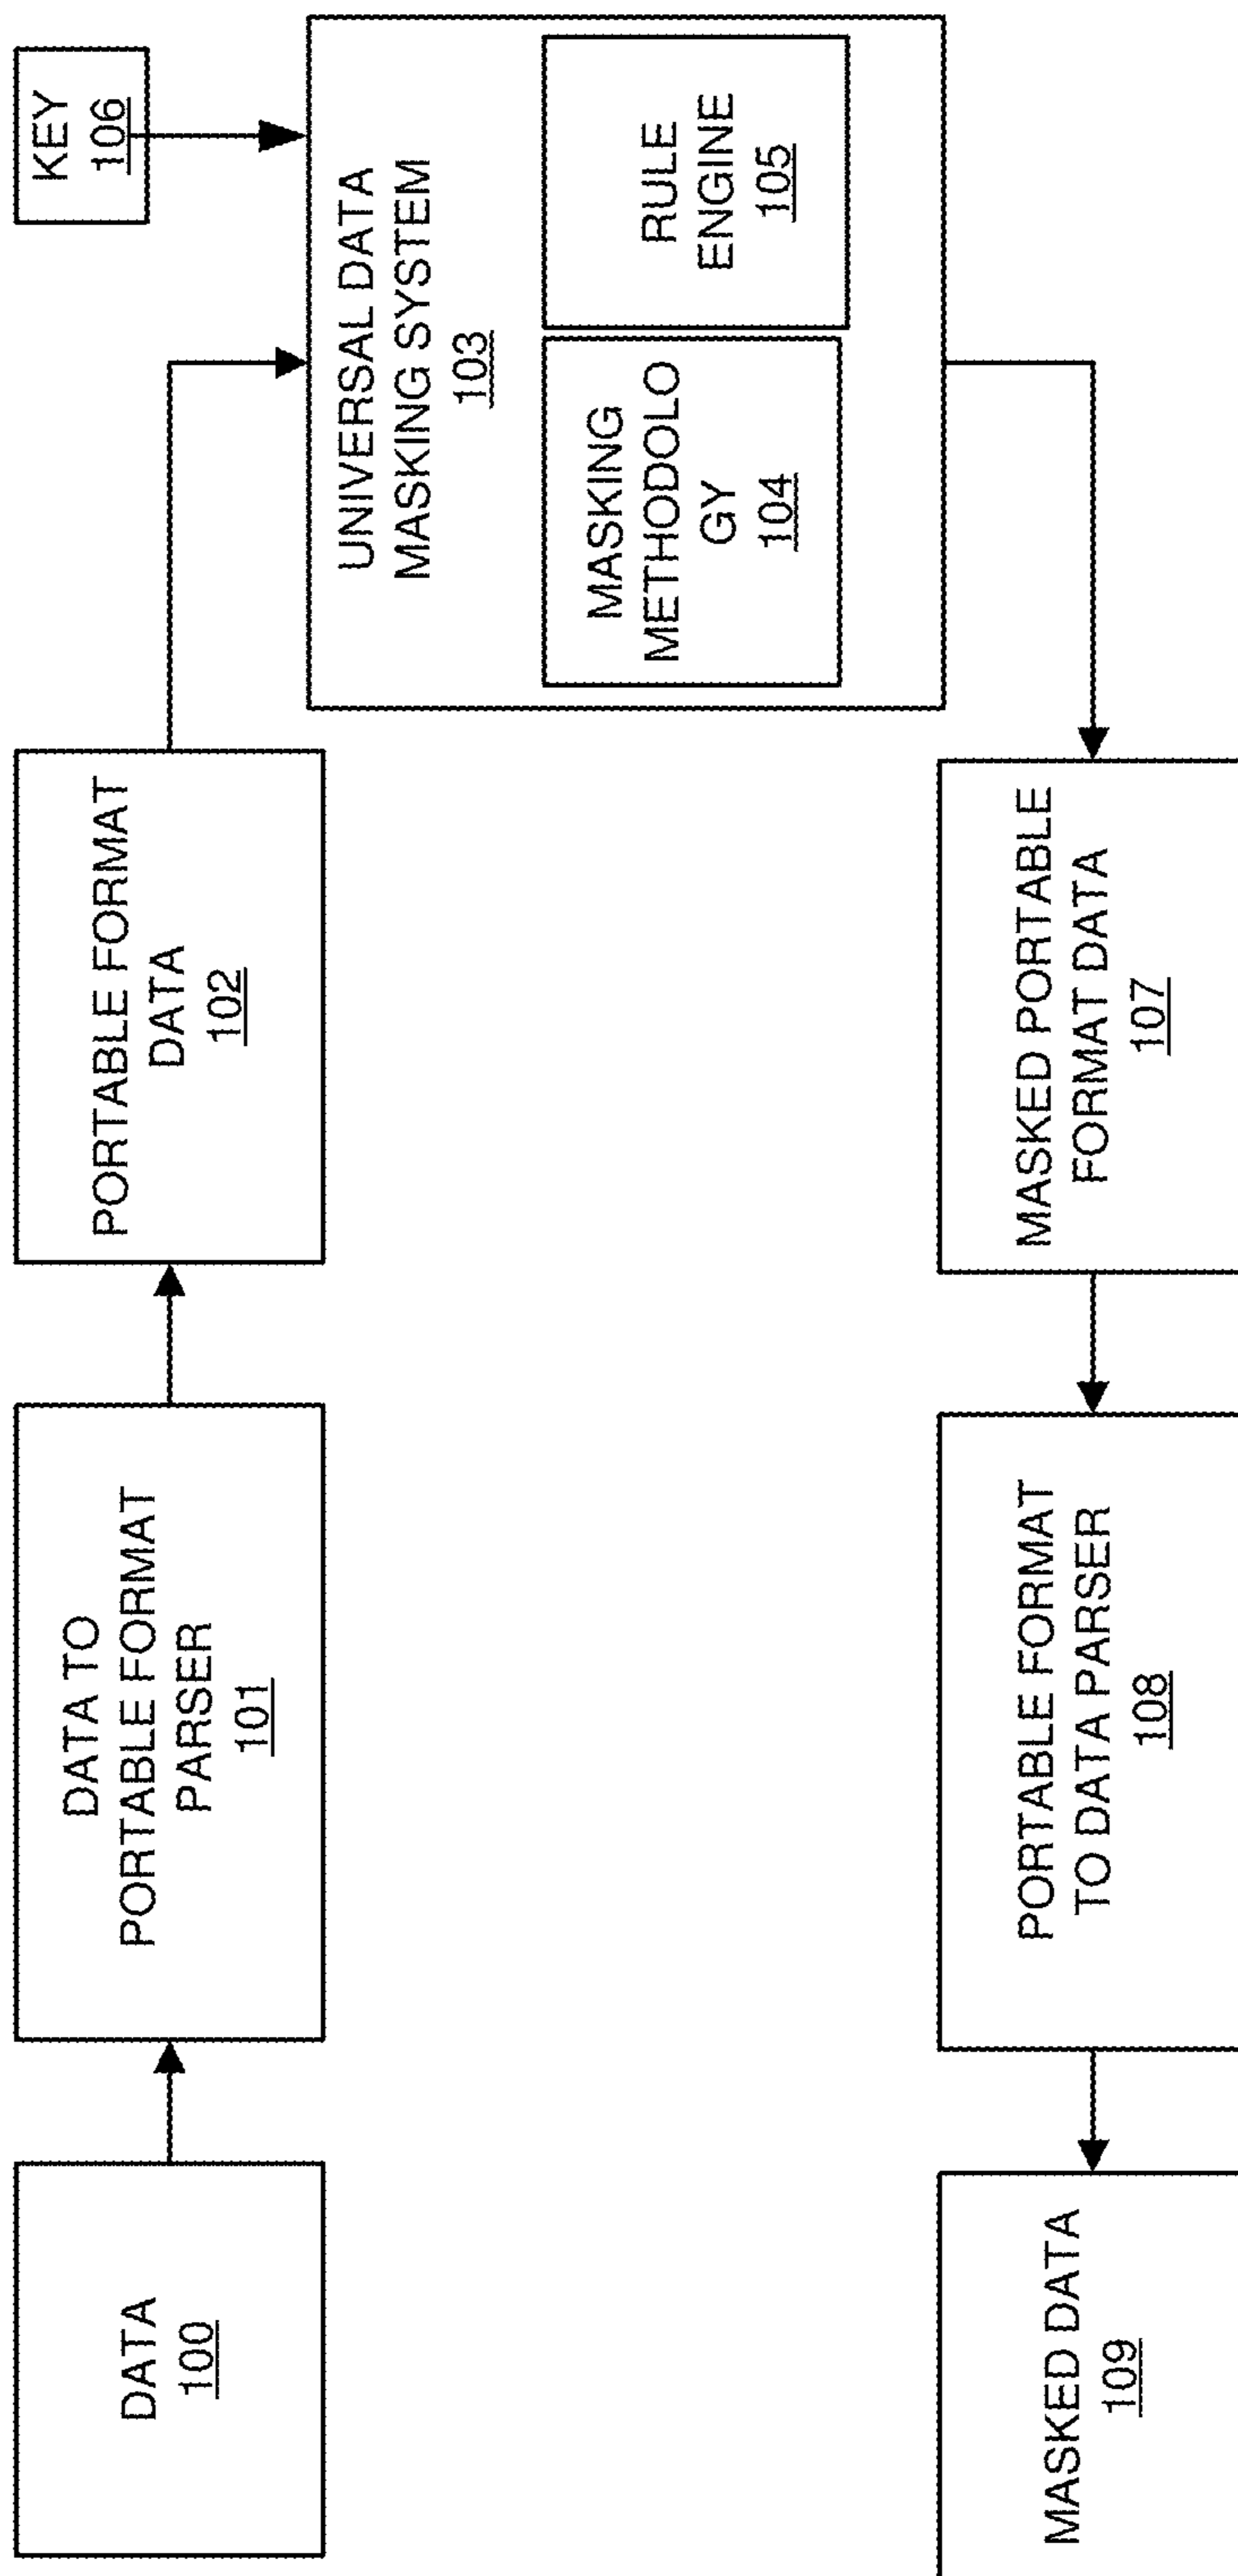 DATA
100
DATA TO
PORTABLE FORMAT
PARSER
101
PORTABLE FORMAT
DATA
102
KEY
106
UNIVERSAL DATA
MASKING SYSTEM
103
MASKING
METHODOLO
GY
104
RULE
ENGINE
105
MASKED PORTABLE
FORMAT DATA
107
PORTABLE FORMAT
TO DATA PARSER
108
MASKED DATA
109